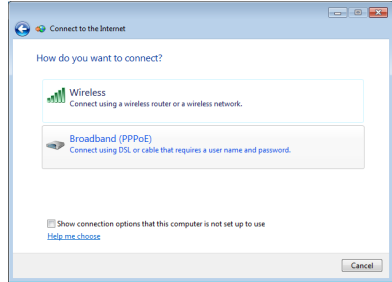 Connect to the Internet
How do you want to connect?
Wireless
Connect using a wireless router or a wireless network.
Broadband (PPPoE)
Connect using DSL or cable that requires a user name and password.
Show connection options that this computer is not set up to use
Help me choose
Cancel